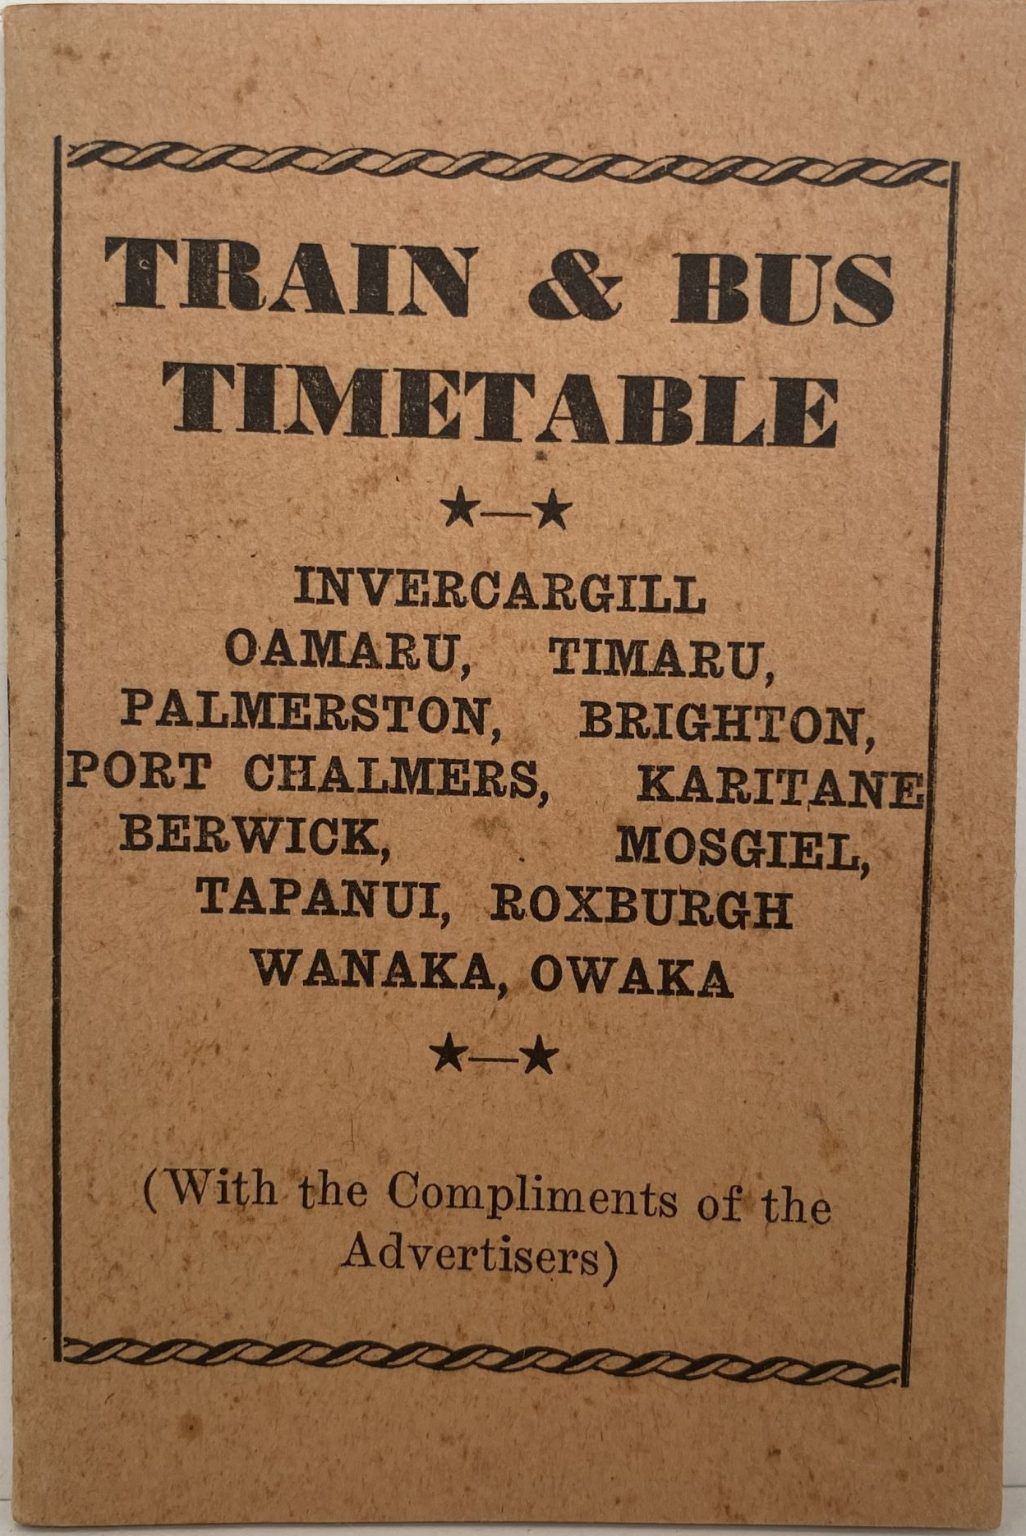 TRAIN & BUS
TIMETABLE
★—★
INVERCARGILL
OAMARU, TIMARU,
PALMERSTON, BRIGHTON,
PORT CHALMERS, KARITANE
BERWICK, MOSGIEL,
TAPANUI, ROXBURGH
WANAKA, OWAKA
★—★
(With the Compliments of the
Advertisers)